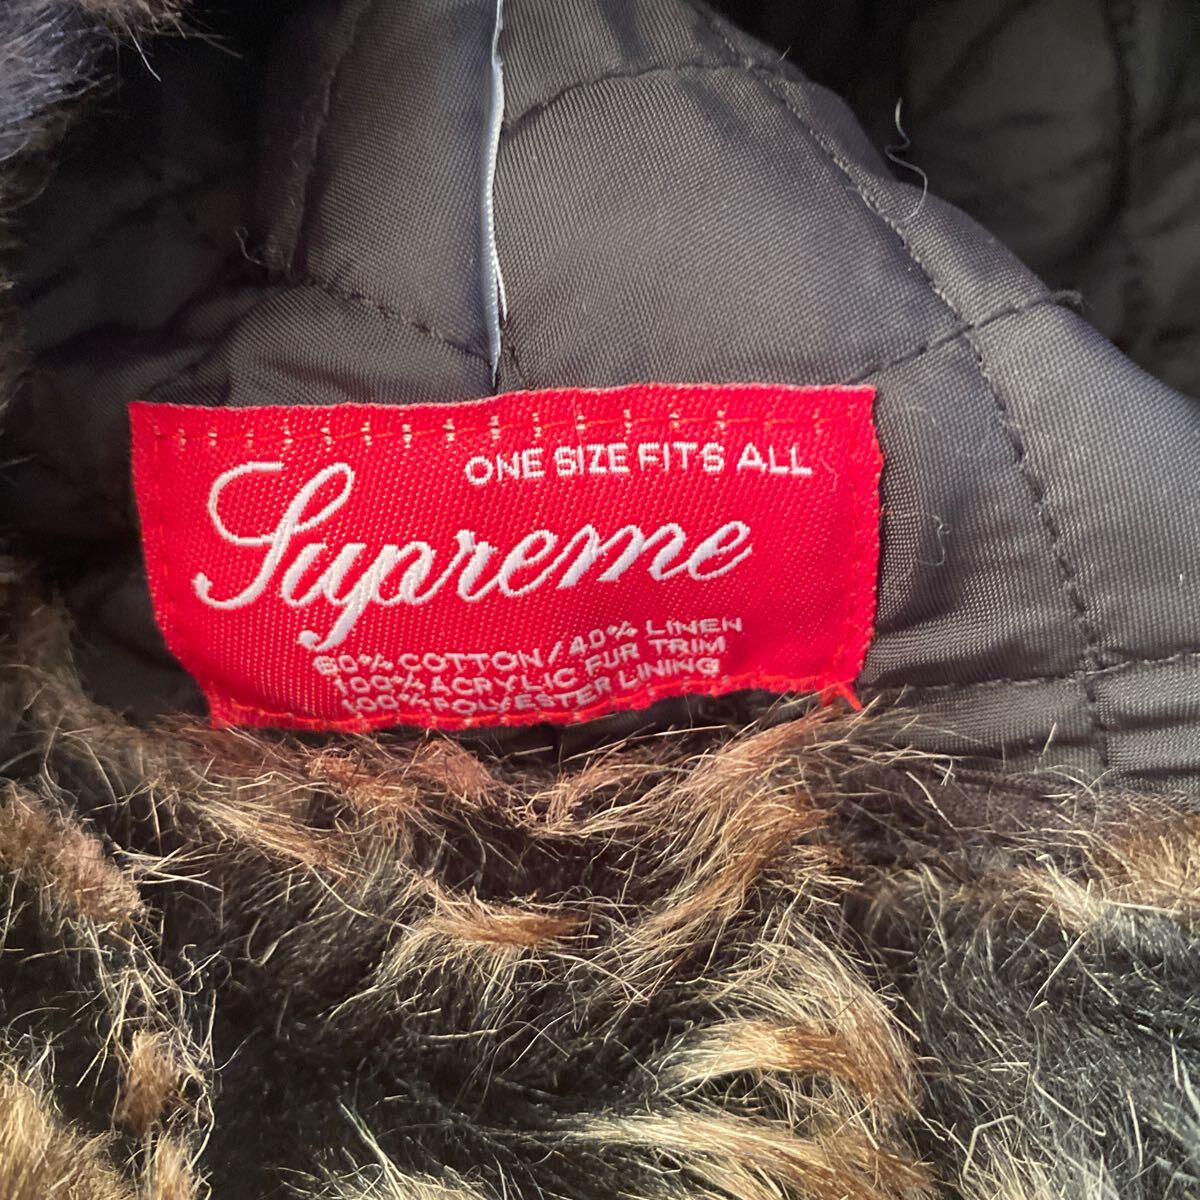 ONE SIZE FITS ALL
Supreme
60% COTTON/40% LINEN
100% ACRYLIC FUR TRIM
100% POLYESTER LINING